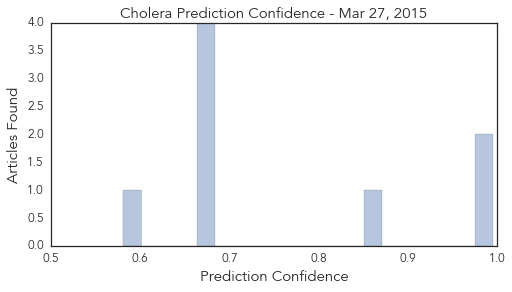 Cholera Prediction Confidence - Mar 27, 2015
Articles Found
4.0
3.5
3.0
2.5
2.0
1.5
1.0
0.5
0.0
0.5 0.6 0.7 0.8 0.9 1.0
Prediction Confidence